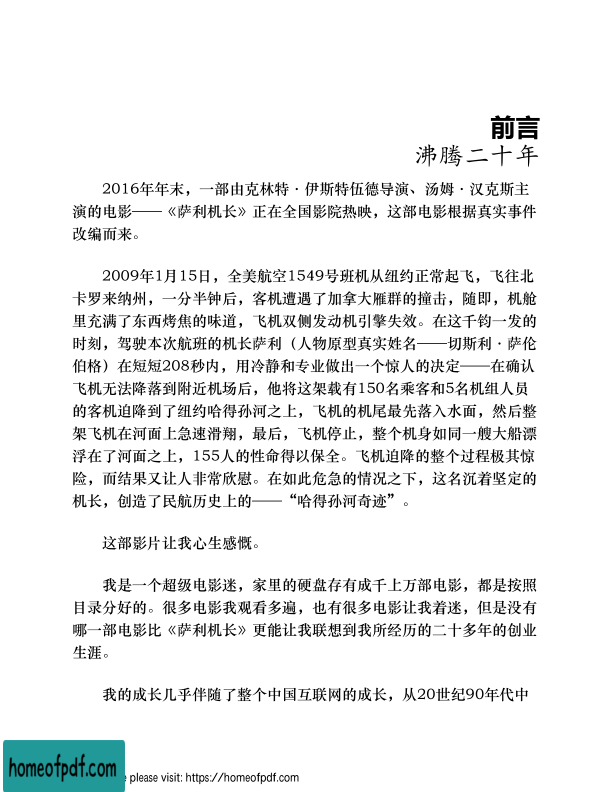 前言
沸腾二十年
2016年年末，一部由克林特·伊斯特伍德导演、汤姆·汉克斯主
演的电影——《萨利机长》正在全国影院热映，这部电影根据真实事件
改编而来。
2009年1月15日，全美航空1549号班机从纽约正常起飞，飞往北
卡罗来纳州，一分半钟后，客机遭遇了加拿大雁群的撞击，随即，机舱
里充满了东西烤焦的味道，飞机双侧发动机引擎失效。在这千钧一发的
时刻，驾驶本次航班的机长萨利（人物原型真实姓名——切斯利·萨伦
伯格）在短短208秒内，用冷静和专业做出一个惊人的决定——在确认
飞机无法降落到附近机场后，他将这架载有150名乘客和5名机组人员
的客机迫降到了纽约哈得孙河之上，飞机的机尾最先落入水面，然后整
架飞机在河面上急速滑翔，最后，飞机停止，整个机身如同一艘大船漂
浮在了河面之上，155人的性命得以保全。飞机迫降的整个过程极其惊
险，而结果又让人非常欣慰。在如此危急的情况之下，这名沉着坚定的
机长，创造了民航历史上的——“哈得孙河奇迹”。
这部影片让我心生感慨。
我是一个超级电影迷，家里的硬盘存有成千上万部电影，都是按照
目录分好的。很多电影我观看多遍，也有很多电影让我着迷，但是没有
哪一部电影比《萨利机长》更能让我联想到我所经历的二十多年的创业
生涯。
我的成长几乎伴随了整个中国互联网的成长，从20世纪90年代中
homeofpdf.com
e please visit: https://homeofpdf.com